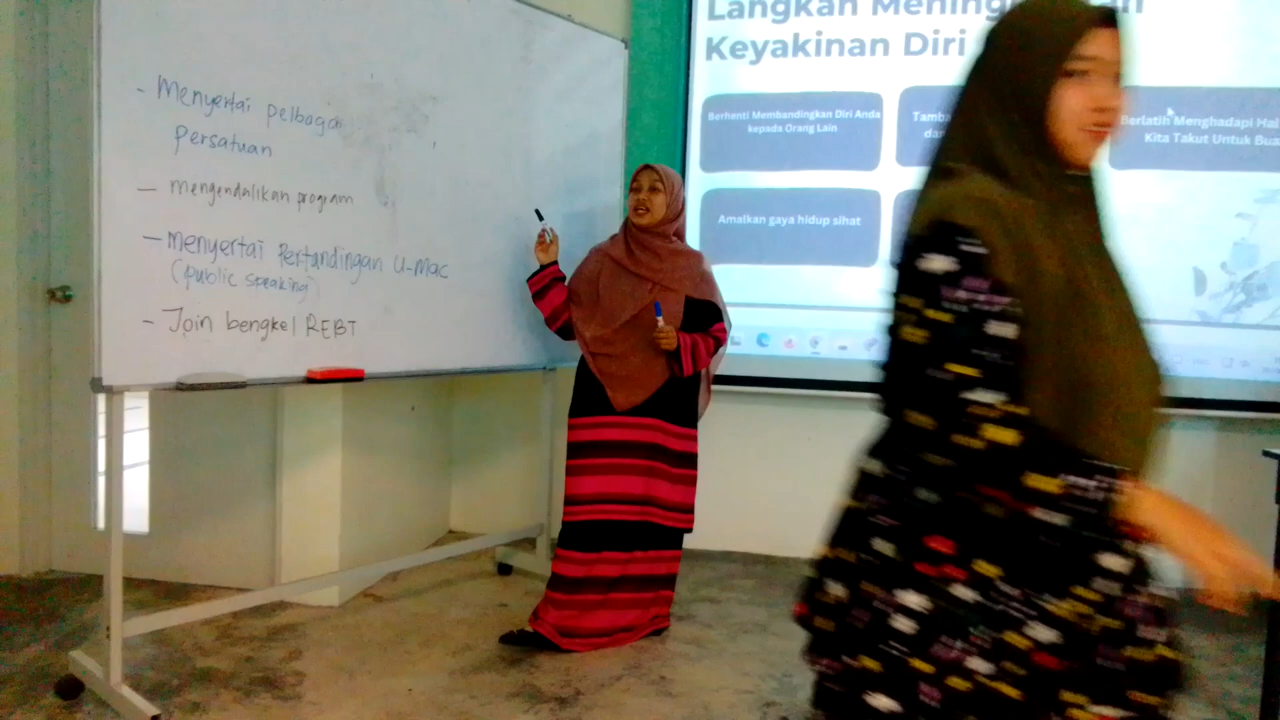 - Menyertai pelbagai
persatuan
- mengendalikan program
- menyertai Pertandingan U-Mac
(public speaking)
- Join bengkel REBT
Langkah
Keyakinan Diri
Berhenti Membandingkan Diri Anda
kepada Orang Lain
Berlatih Menghadapi Hal
Kita Takut Untuk
Amalkan gaya hidup sihat